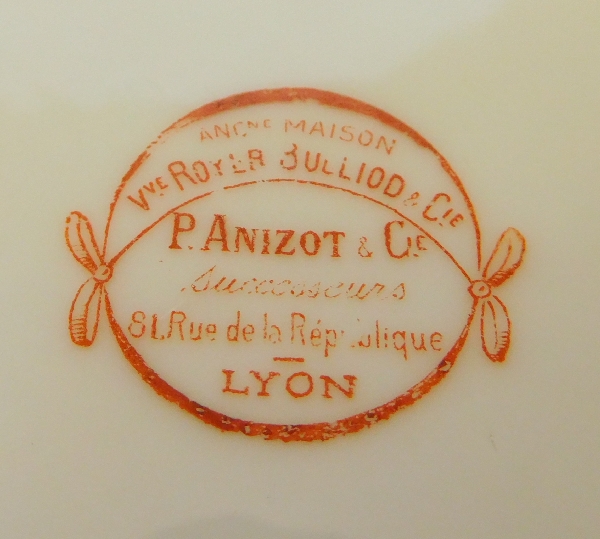 ANCNE MAISON
VVE ROYER BULLIOD & CIE
P. ANIZOT & CIE
Successeurs
81, Rue de la République
LYON